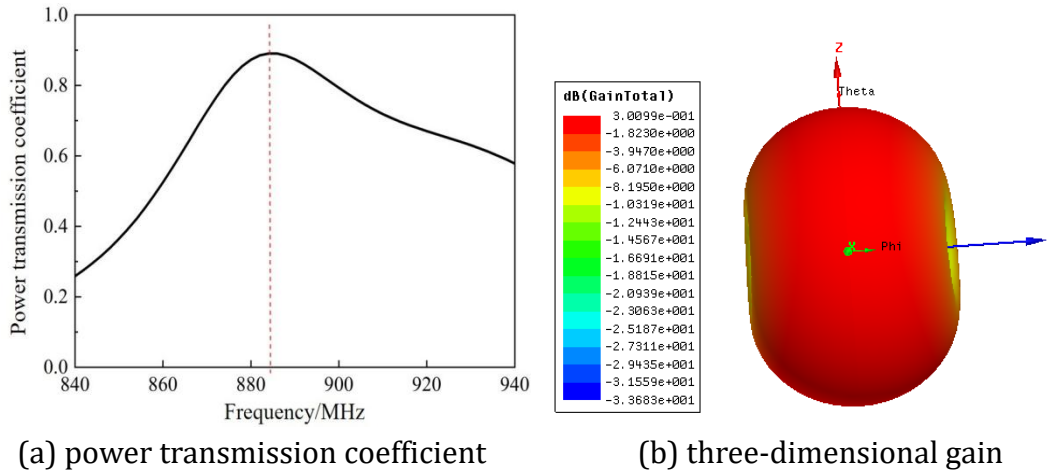 Power transmission coefficient
1.0
0.8
0.6
0.4
0.2
0.0
840
860
880
900
920
940
Frequency/MHz
(a) power transmission coefficient
dB(GainTotal)
3.0099e-001
-1.8230e+000
-3.9470e+000
-6.0710e+000
-8.1950e+000
-1.0319e+001
-1.2443e+001
-1.4567e+001
-1.6691e+001
-1.8815e+001
-2.0939e+001
-2.3063e+001
-2.5187e+001
-2.7311e+001
-2.9435e+001
-3.1559e+001
-3.3683e+001
Z
Theta
Phi
(b) three-dimensional gain